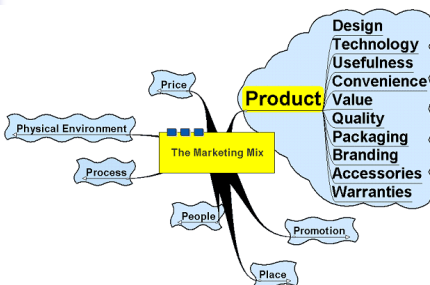 Design
Technology
Usefulness
Convenience
Value
Quality
Packaging
Branding
Accessories
Warranties
Product
Price
Physical Environment
The Marketing Mix
Process
People
Promotion
Place